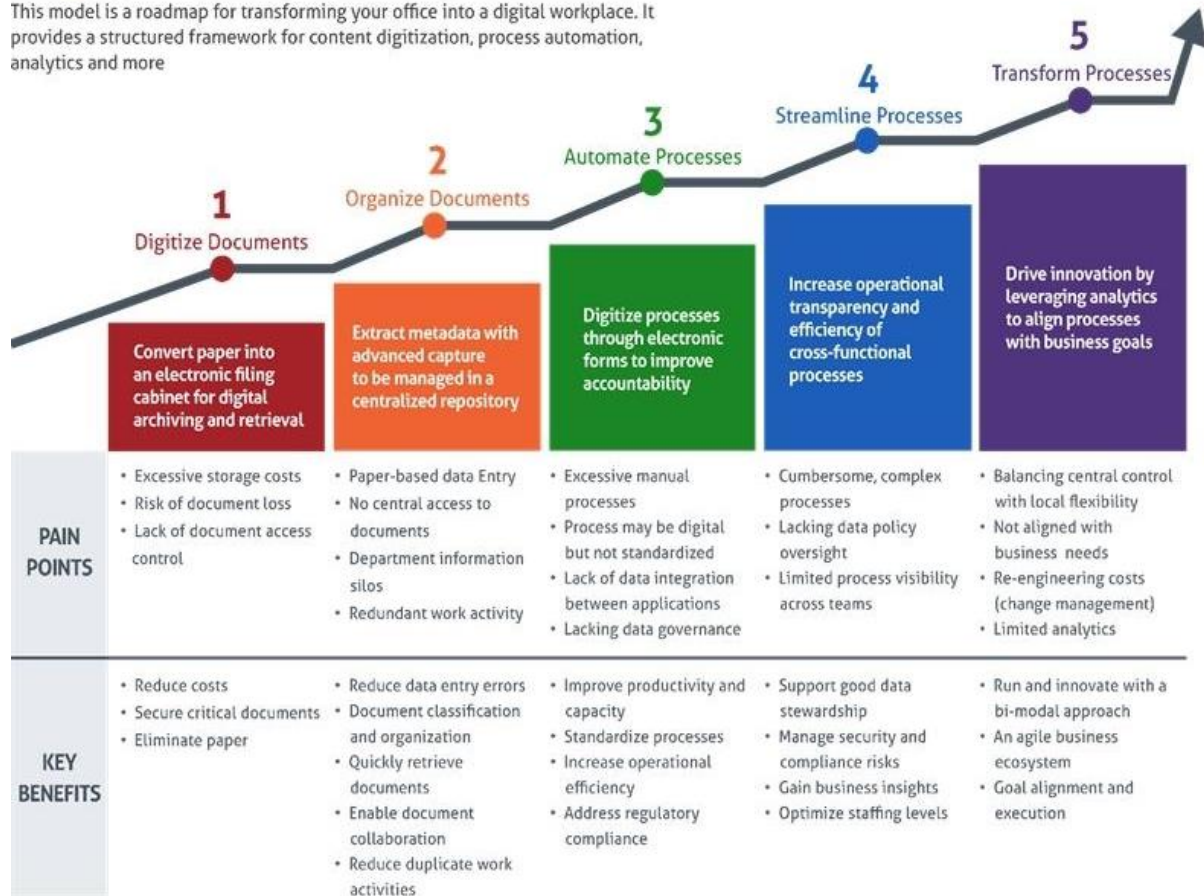 This model is a roadmap for transforming your office into a digital workplace. It
provides a structured framework for content digitization, process automation,
analytics and more
1
Digitize Documents
2
Organize Documents
3
Automate Processes
4
Streamline Processes
5
Transform Processes
Convert paper into
an electronic filing
cabinet for digital
archiving and retrieval
Extract metadata with
advanced capture
to be managed in a
centralized repository
Digitize processes
through electronic
forms to improve
accountability
Increase operational
transparency and
efficiency of
cross-functional
processes
Drive innovation by
leveraging analytics
to align processes
with business goals
PAIN
POINTS
• Excessive storage costs
• Risk of document loss
• Lack of document access
control
• Paper-based data Entry
• No central access to
documents
• Department information
silos
• Redundant work activity
• Excessive manual
processes
• Process may be digital
but not standardized
• Lack of data integration
between applications
• Lacking data governance
• Cumbersome, complex
processes
• Lacking data policy
oversight
• Limited process visibility
across teams
• Balancing central control
with local flexibility
• Not aligned with
business needs
• Re-engineering costs
(change management)
• Limited analytics
KEY
BENEFITS
• Reduce costs
• Secure critical documents
• Eliminate paper
• Reduce data entry errors
• Document classification
and organization
• Quickly retrieve
documents
• Enable document
collaboration
• Reduce duplicate work
activities
• Improve productivity and
capacity
• Standardize processes
• Increase operational
efficiency
• Address regulatory
compliance
• Support good data
stewardship
• Manage security and
compliance risks
• Gain business insights
• Optimize staffing levels
• Run and innovate with a
bi-modal approach
• An agile business
ecosystem
• Goal alignment and
execution